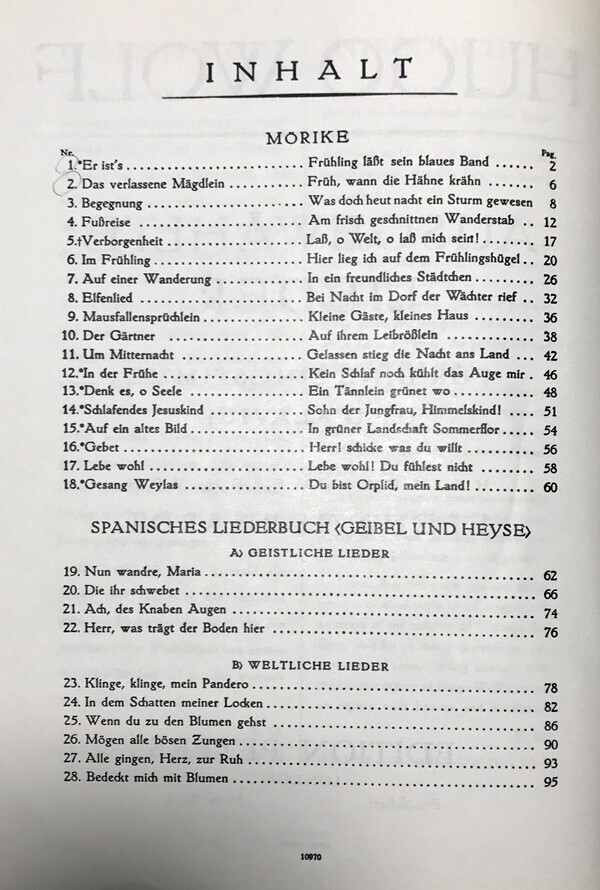 INHALT
MÖRIKE
Nr. Pag.
1.*Er ist's ........................ Frühling läßt sein blaues Band ...... 2
2. Das verlassene Mägdlein ........... Früh, wann die Hähne krähn ....... 6
3. Begegnung ...................... Was doch heut nacht ein Sturm gewesen 8
4. Fußreise ....................... Am frisch geschnittnen Wanderstab .. 12
5.†Verborgenheit ................... Laß, o Welt, o laß mich sein! ........ 17
6. Im Frühling ..................... Hier lieg ich auf dem Frühlingshügel .. 20
7. Auf einer Wanderung ............. In ein freundliches Städtchen ......... 26
8. Elfenlied ....................... Bei Nacht im Dorf der Wächter rief .. 32
9. Mausfallensprüchlein .............. Kleine Gäste, kleines Haus ......... 36
10. Der Gärtner ................... Auf ihrem Leibrößlein .............. 38
11. Um Mitternacht ................. Gelassen stieg die Nacht ans Land ... 42
12.*In der Frühe ................... Kein Schlaf noch kühlt das Auge mir . 46
13.*Denk es, o Seele ................ Ein Tännlein grünet wo ............. 48
14.*Schlafendes Jesuskind ............ Sohn der Jungfrau, Himmelskind! .... 51
15.*Auf ein altes Bild ............... In grüner Landschaft Sommerflor ..... 54
16.*Gebet ......................... Herr! schicke was du willt ........... 56
17. Lebe wohl ...................... Lebe wohl! Du fühlest nicht ......... 58
18.*Gesang Weylas ................. Du bist Orplid, mein Land! ......... 60
SPANISCHES LIEDERBUCH ⟨GEIBEL UND HEYSE⟩
A⟩ GEISTLICHE LIEDER
19. Nun wandre, Maria ............................................. 62
20. Die ihr schwebet ................................................ 66
21. Ach, des Knaben Augen .......................................... 74
22. Herr, was trägt der Boden hier .................................... 76
B⟩ WELTLICHE LIEDER
23. Klinge, klinge, mein Pandero ...................................... 78
24. In dem Schatten meiner Locken .................................... 82
25. Wenn du zu den Blumen gehst .................................... 86
26. Mögen alle bösen Zungen ........................................ 90
27. Alle gingen, Herz, zur Ruh ....................................... 93
28. Bedeckt mich mit Blumen ......................................... 95
10970